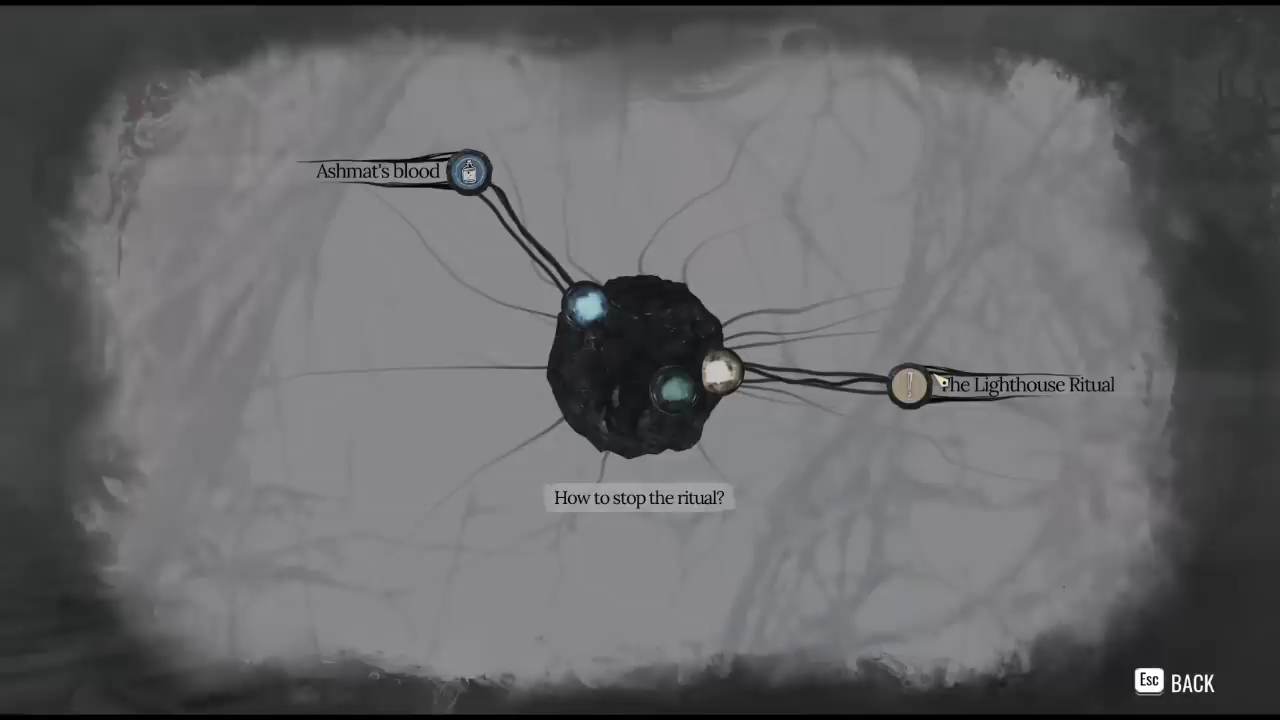 Ashmat's blood
The Lighthouse Ritual
How to stop the ritual?
Esc BACK